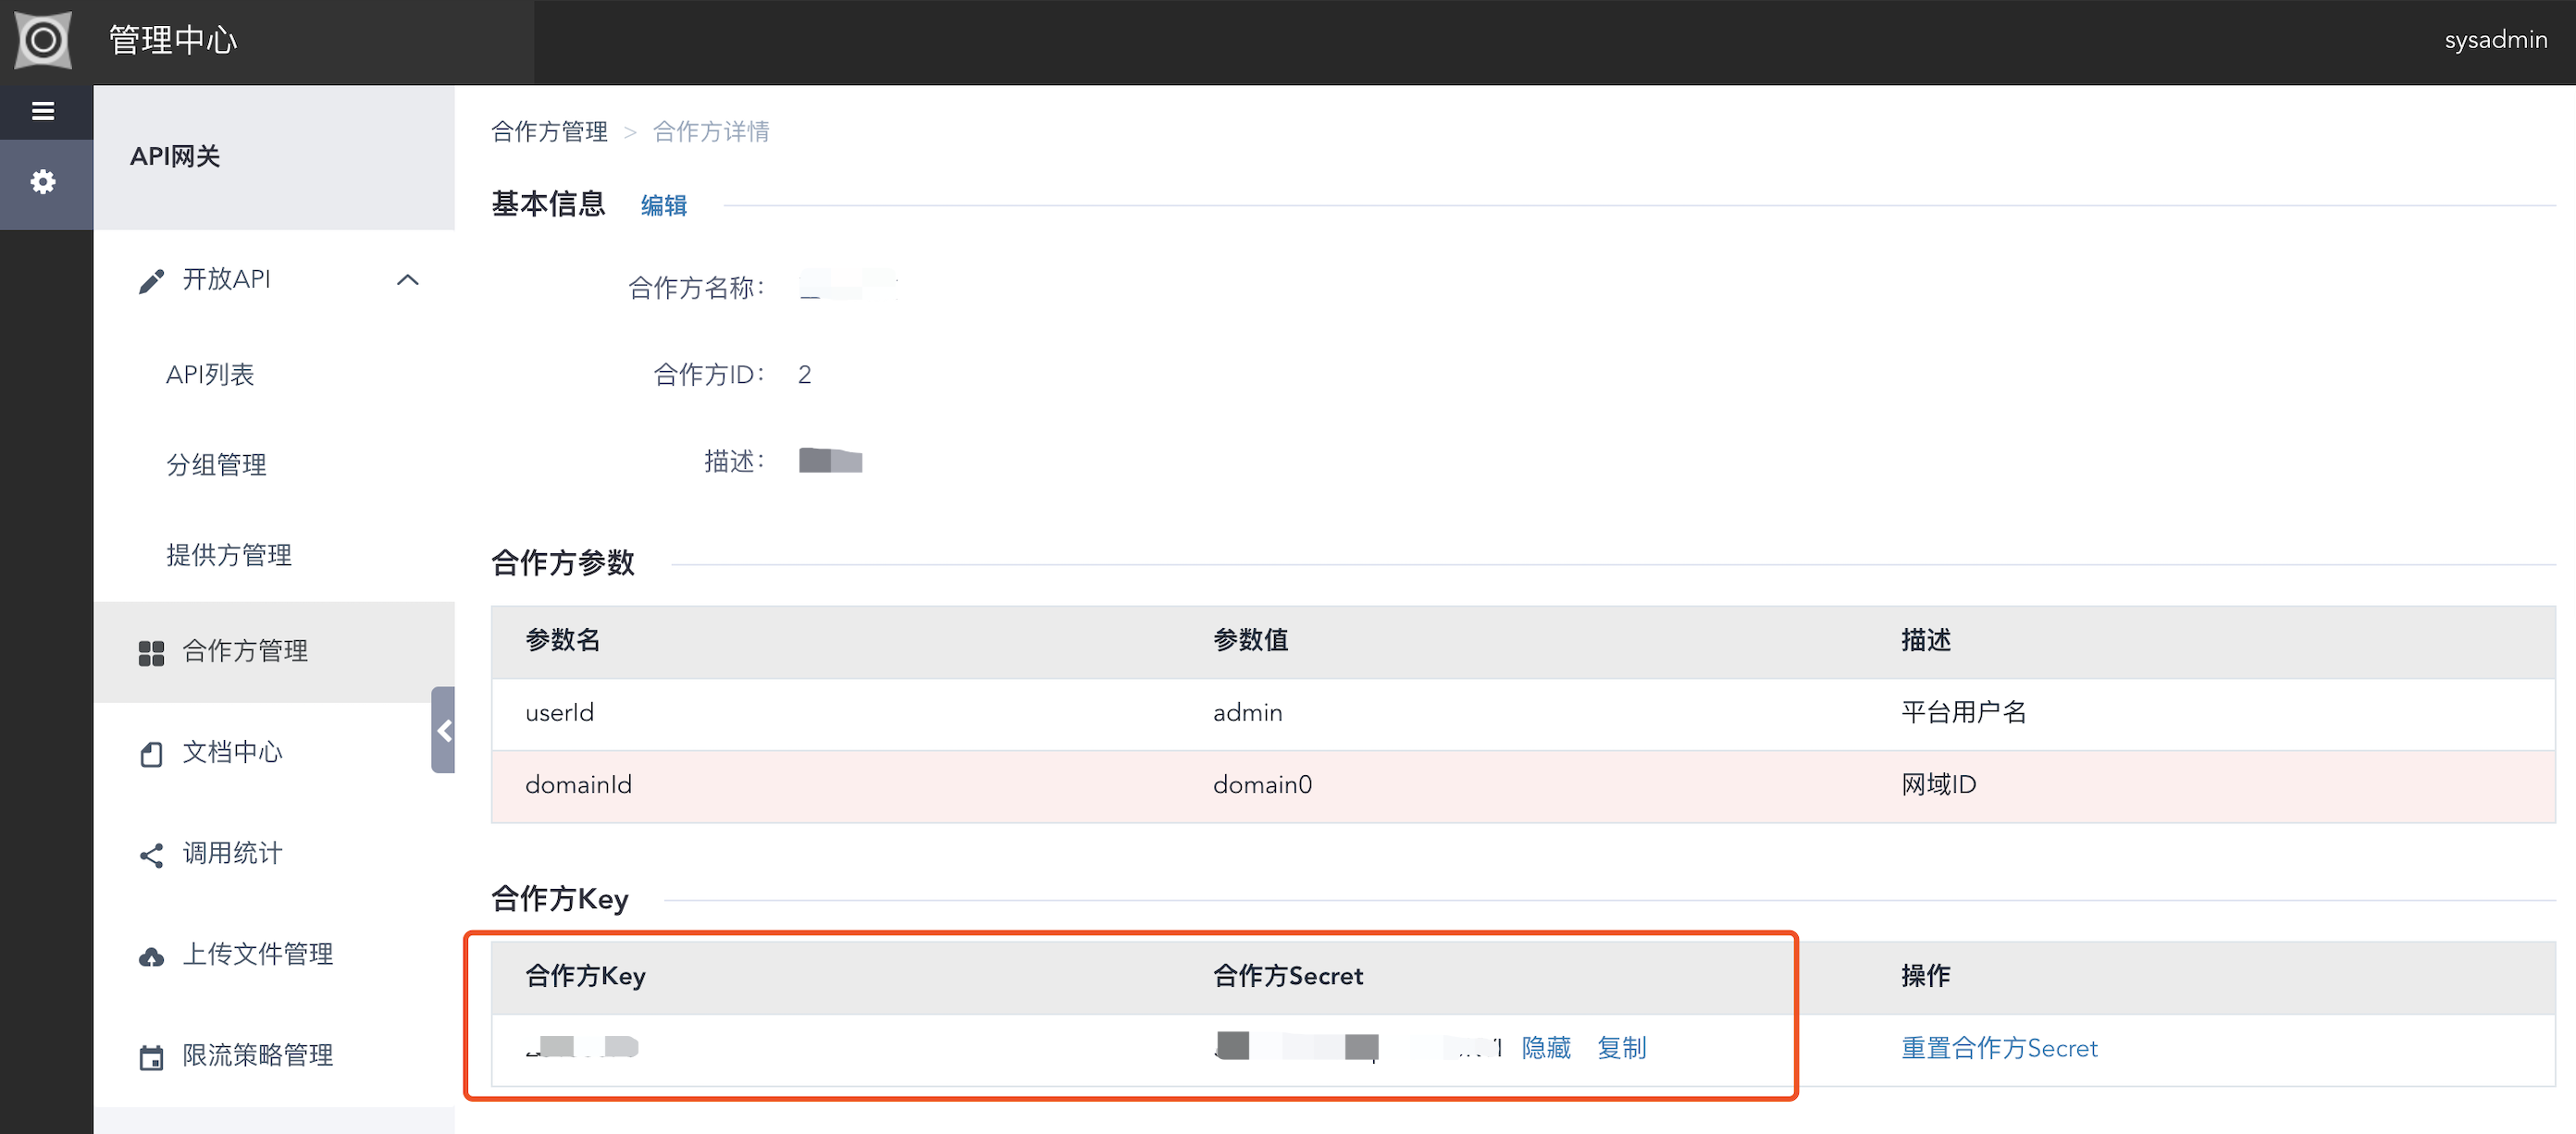 管理中心
sysadmin
API网关
开放API
API列表
分组管理
提供方管理
合作方管理
文档中心
调用统计
上传文件管理
限流策略管理
合作方管理 > 合作方详情
基本信息 编辑
合作方名称：
合作方ID： 2
描述：
合作方参数
参数名 参数值 描述
userId admin 平台用户名
domainId domain0 网域ID
合作方Key
合作方Key 合作方Secret 操作
隐藏 复制 重置合作方Secret